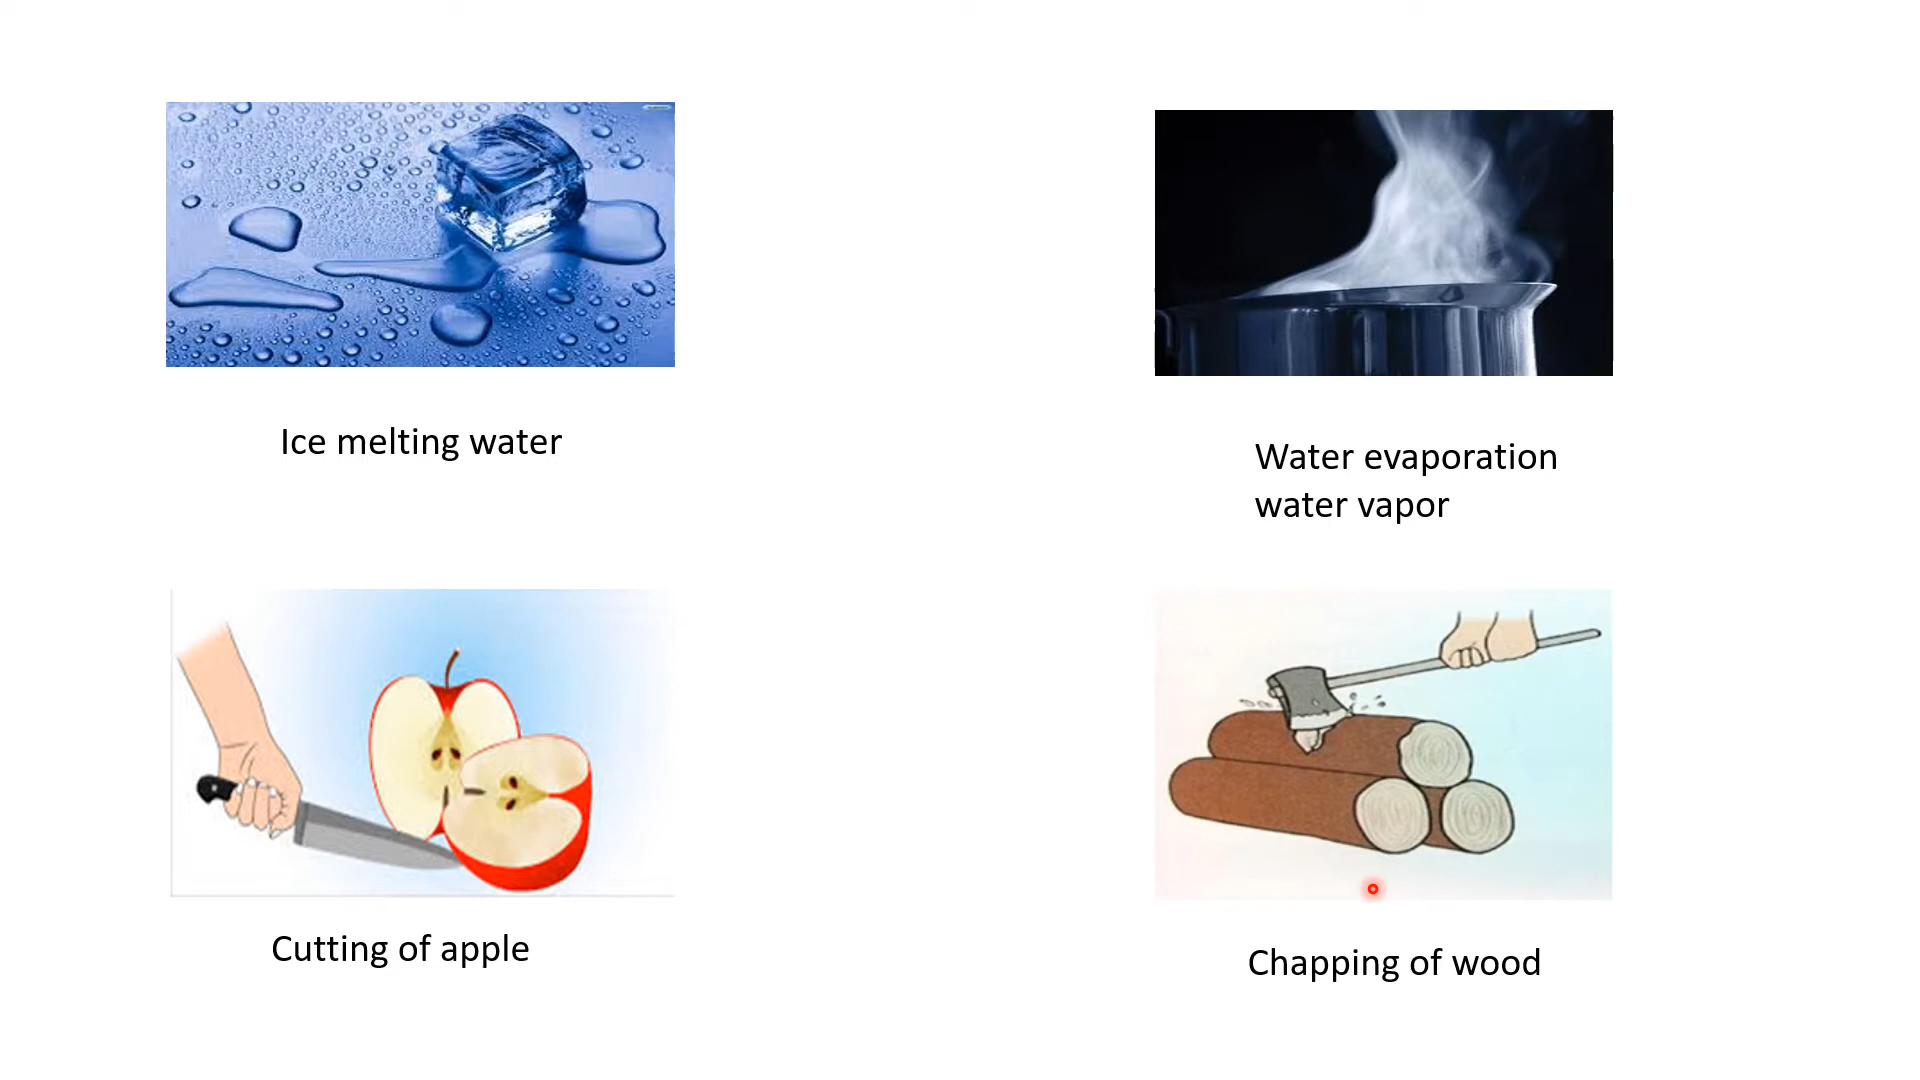 Ice melting water
Water evaporation
water vapor
Cutting of apple
Chapping of wood